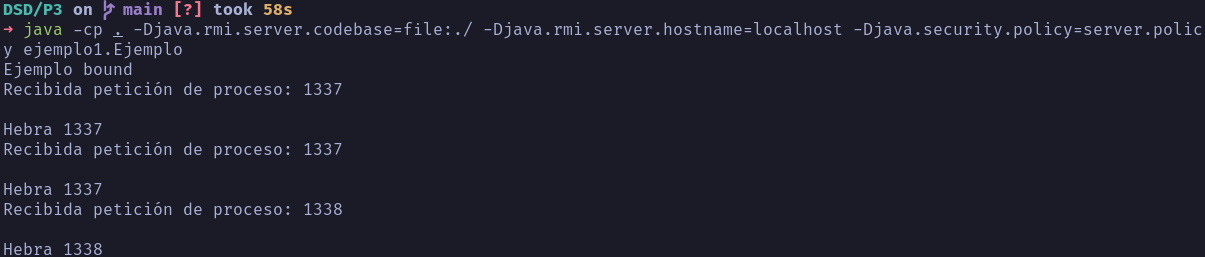 DSD/P3 on main [?] took 58s
→ java -cp . -Djava.rmi.server.codebase=file:./ -Djava.rmi.server.hostname=localhost -Djava.security.policy=server.polic
y ejemplo1.Ejemplo
Ejemplo bound
Recibida petición de proceso: 1337
Hebra 1337
Recibida petición de proceso: 1337
Hebra 1337
Recibida petición de proceso: 1338
Hebra 1338